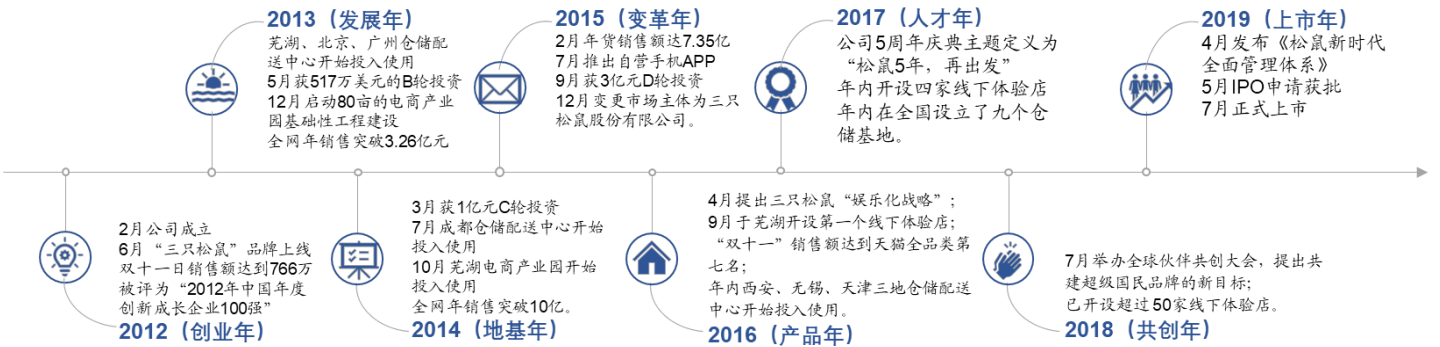 2013（发展年）
芜湖、北京、广州仓储配
送中心开始投入使用
5月获517万美元的B轮投资
12月启动80亩的电商产业
园基础性工程建设
全网年销售突破3.26亿元
2015（变革年）
2月年货销售额达7.35亿
7月推出自营手机APP
9月获3亿元D轮投资
12月变更市场主体为三只
松鼠股份有限公司。
2017（人才年）
公司5周年庆典主题定义为
“松鼠5年，再出发”
年内开设四家线下体验店
年内在全国设立了九个仓
储基地。
2019（上市年）
4月发布《松鼠新时代
全面管理体系》
5月IPO申请获批
7月正式上市
2月公司成立
6月“三只松鼠”品牌上线
双十一日销售额达到766万
被评为“2012年中国年度
创新成长企业100强”
2012（创业年）
3月获1亿元C轮投资
7月成都仓储配送中心开始
投入使用
10月芜湖电商产业园开始
投入使用
全网年销售突破10亿。
2014（地基年）
4月提出三只松鼠“娱乐化战略”；
9月于芜湖开设第一个线下体验店；
“双十一”销售额达到天猫全品类第
七名；
年内西安、无锡、天津三地仓储配送
中心开始投入使用。
2016（产品年）
7月举办全球伙伴共创大会，提出共
建超级国民品牌的新目标；
已开设超过50家线下体验店。
2018（共创年）